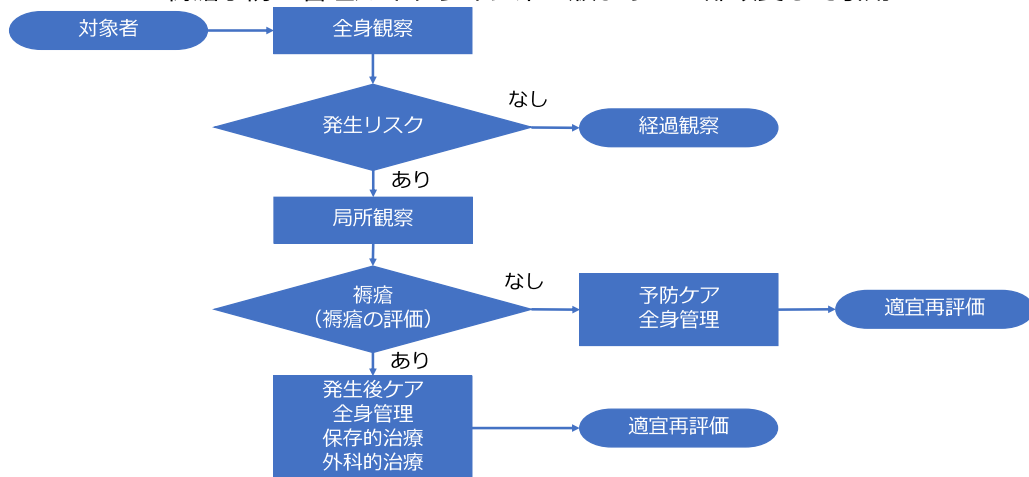 対象者
全身観察
発生リスク
なし
経過観察
あり
局所観察
褥瘡
（褥瘡の評価）
なし
予防ケア
全身管理
適宜再評価
あり
発生後ケア
全身管理
保存的治療
外科的治療
適宜再評価